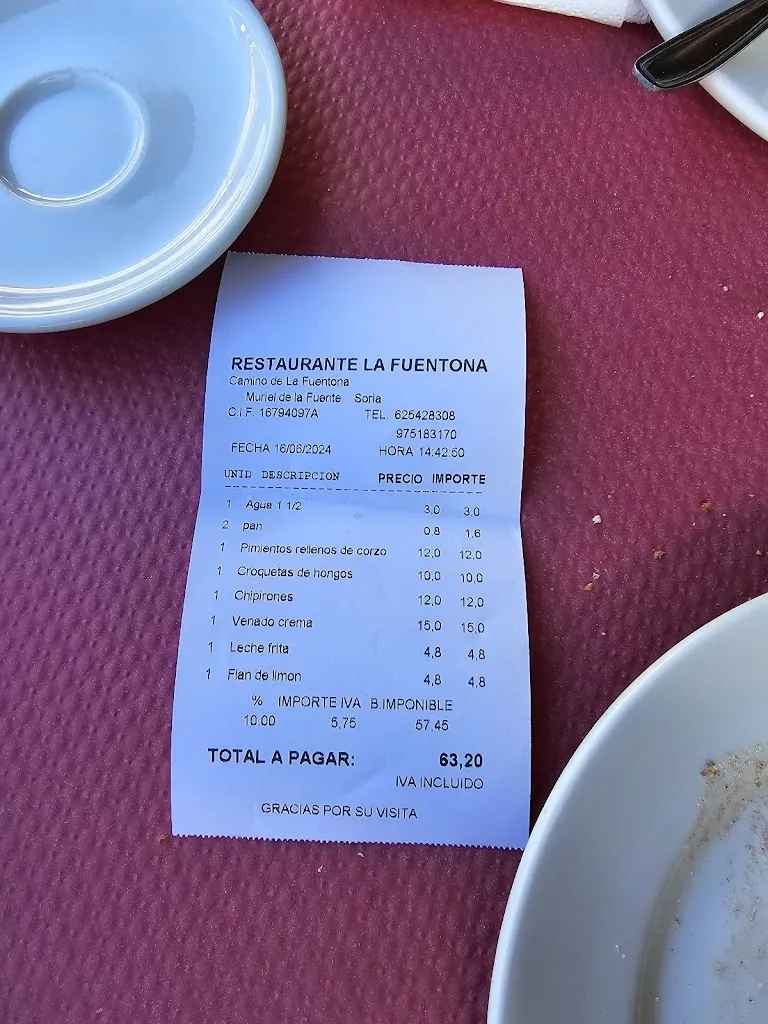 RESTAURANTE LA FUENTONA
Camino de La Fuentona
Muriel de la Fuente Soria
C.I.F. 16794097A TEL. 625428308
975183170
FECHA 16/06/2024 HORA 14:42:50
UNID DESCRIPCION PRECIO IMPORTE
1 Agua 1 1/2 3,0 3,0
2 pan 0,8 1,6
1 Pimientos rellenos de corzo 12,0 12,0
1 Croquetas de hongos 10,0 10,0
1 Chipirones 12,0 12,0
1 Venado crema 15,0 15,0
1 Leche frita 4,8 4,8
1 Flan de limon 4,8 4,8
% IMPORTE IVA B.IMPONIBLE
10.00 5,75 57,45
TOTAL A PAGAR: 63,20
IVA INCLUIDO
GRACIAS POR SU VISITA